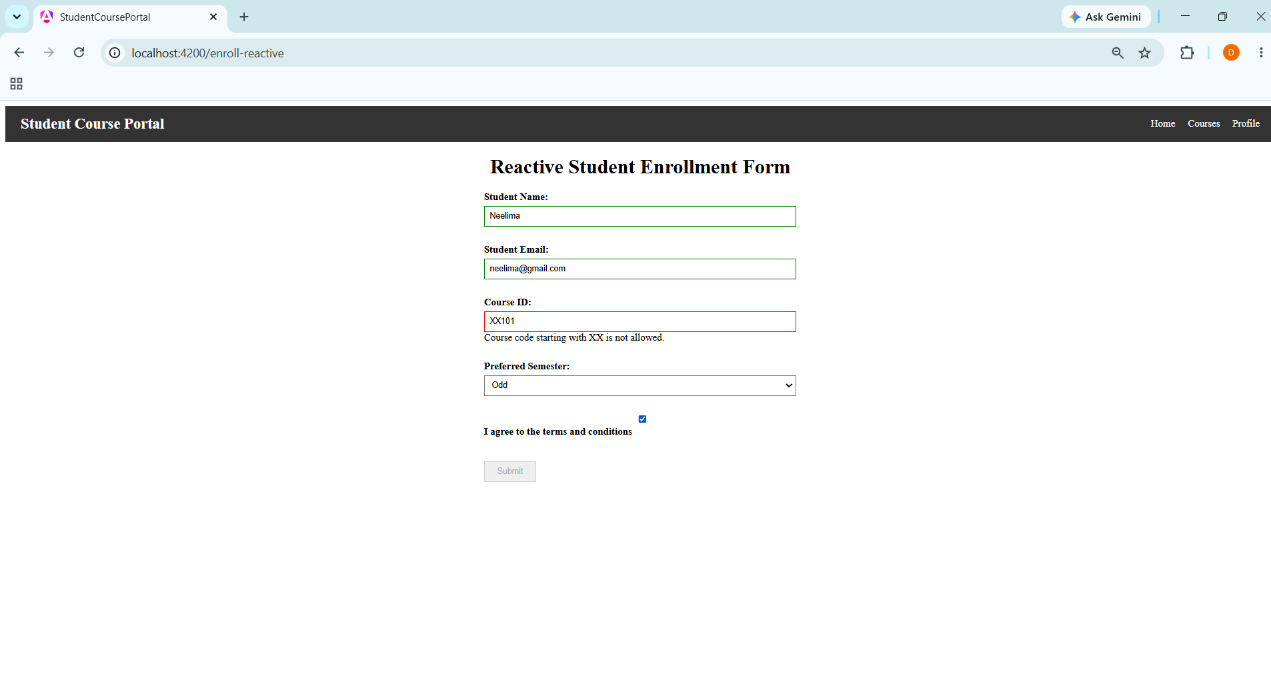 StudentCoursePortal
Ask Gemini
localhost:4200/enroll-reactive
D
Student Course Portal
Home Courses Profile
Reactive Student Enrollment Form
Student Name:
Neelima
Student Email:
neelima@gmail.com
Course ID:
XX101
Course code starting with XX is not allowed.
Preferred Semester:
Odd
I agree to the terms and conditions
Submit